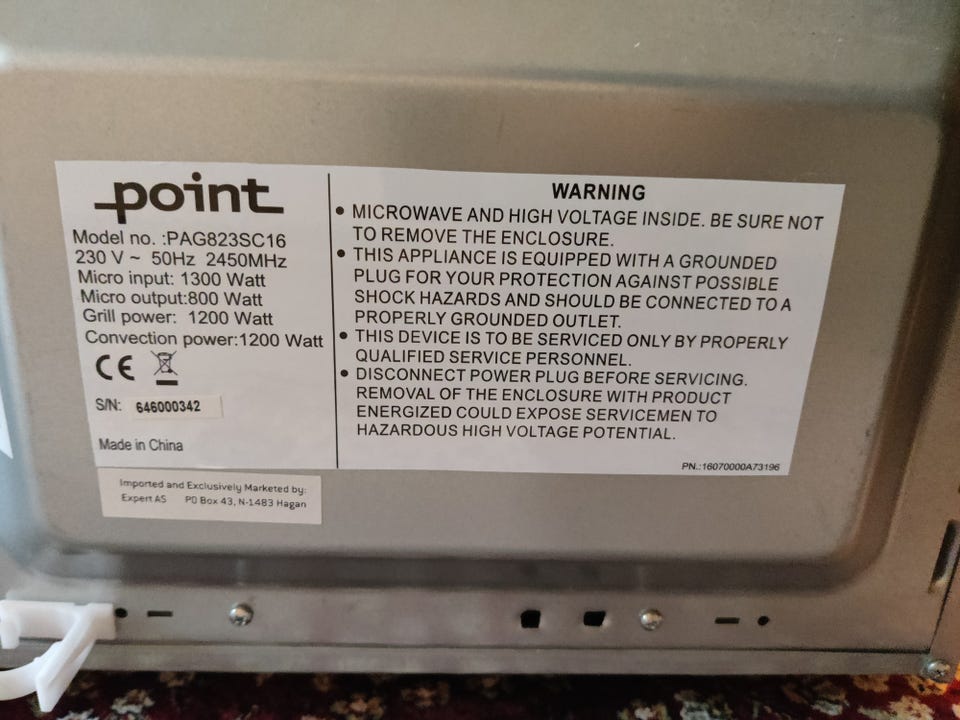 point
Model no. :PAG823SC16
230 V ~ 50Hz 2450MHz
Micro input: 1300 Watt
Micro output:800 Watt
Grill power: 1200 Watt
Convection power:1200 Watt
CE
S/N: 646000342
Made in China
Imported and Exclusively Marketed by:
Expert AS PO Box 43, N-1483 Hagan
WARNING
• MICROWAVE AND HIGH VOLTAGE INSIDE. BE SURE NOT
TO REMOVE THE ENCLOSURE.
• THIS APPLIANCE IS EQUIPPED WITH A GROUNDED
PLUG FOR YOUR PROTECTION AGAINST POSSIBLE
SHOCK HAZARDS AND SHOULD BE CONNECTED TO A
PROPERLY GROUNDED OUTLET.
• THIS DEVICE IS TO BE SERVICED ONLY BY PROPERLY
QUALIFIED SERVICE PERSONNEL.
• DISCONNECT POWER PLUG BEFORE SERVICING.
REMOVAL OF THE ENCLOSURE WITH PRODUCT
ENERGIZED COULD EXPOSE SERVICEMEN TO
HAZARDOUS HIGH VOLTAGE POTENTIAL.
PN.:16070000A73196